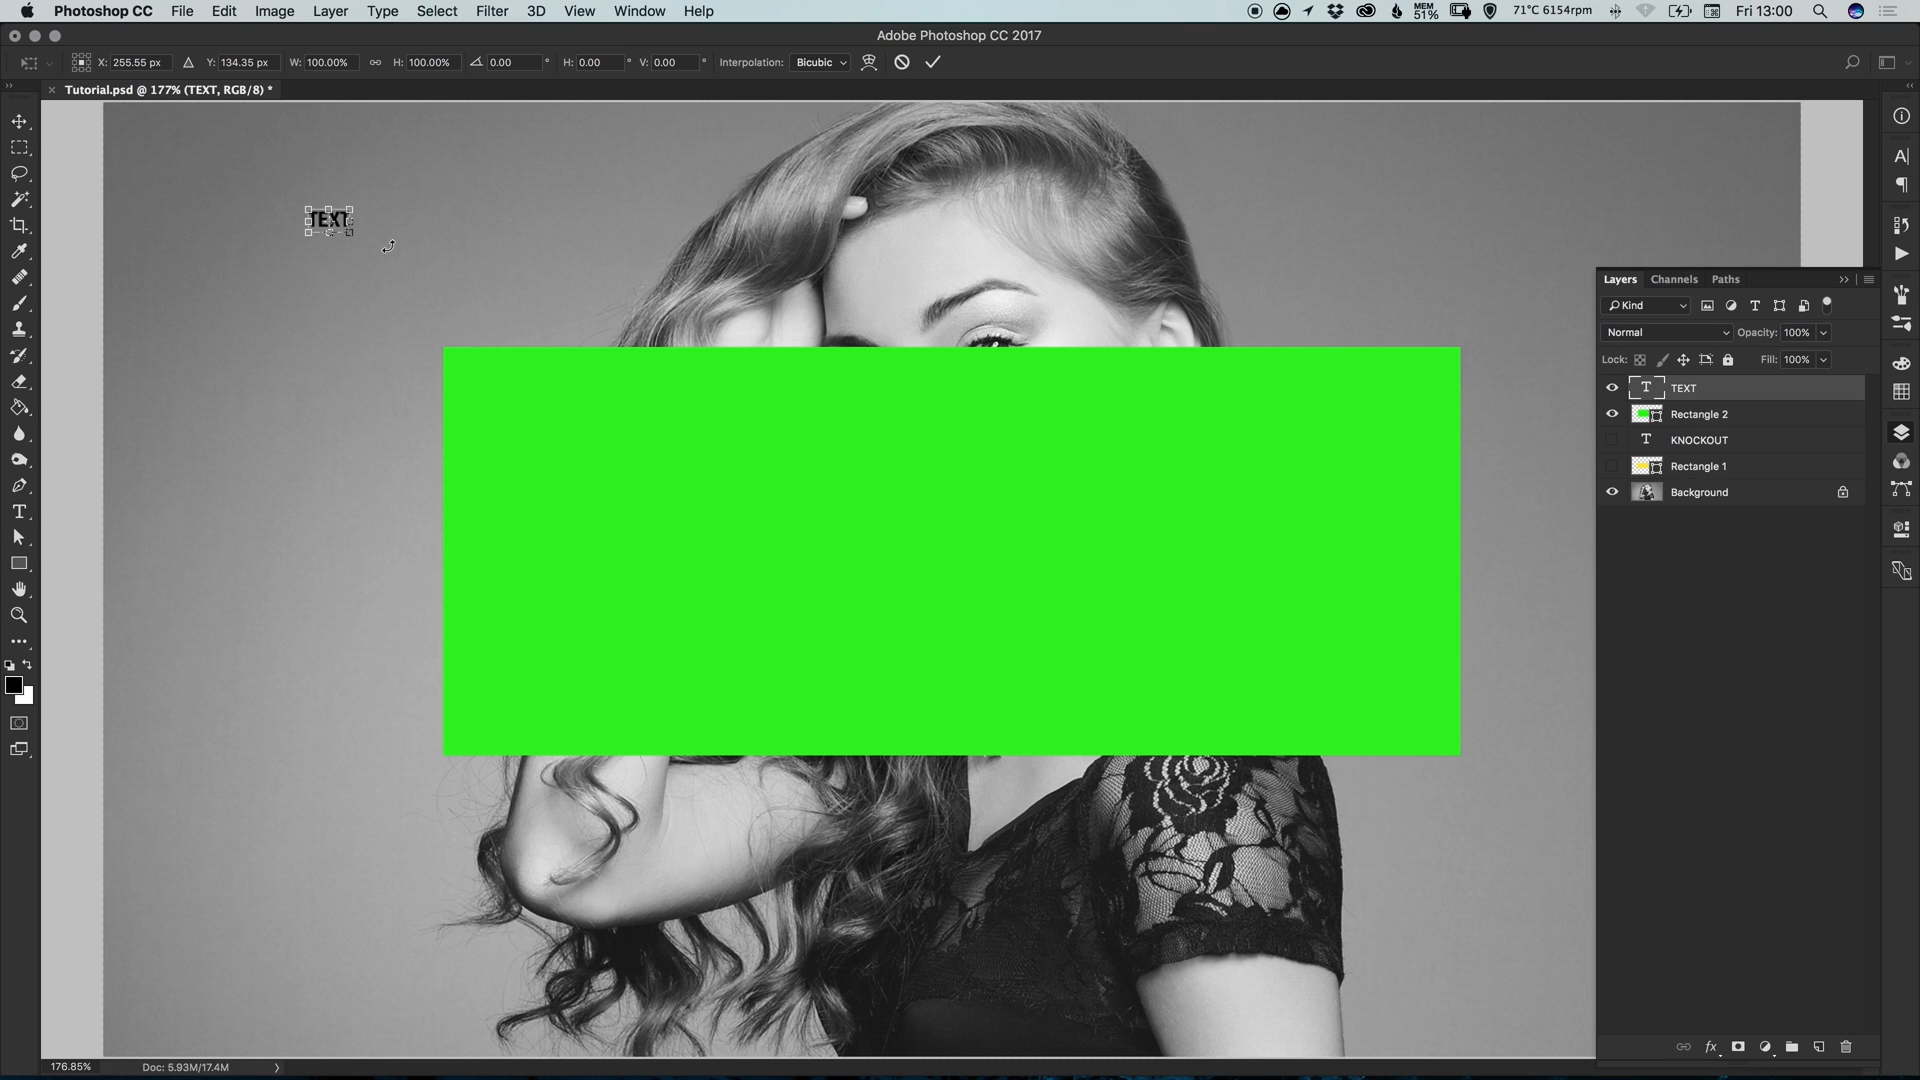 Photoshop CC File Edit Image Layer Type Select Filter 3D View Window Help MEM 51% 71°C 6154rpm Fri 13:00
Adobe Photoshop CC 2017
X: 255.55 px Y: 134.35 px W: 100.00% H: 100.00% 0.00 ° H: 0.00 ° V: 0.00 ° Interpolation: Bicubic
Tutorial.psd @ 177% (TEXT, RGB/8) *
TEXT
Layers Channels Paths
Kind
Normal Opacity: 100%
Lock: Fill: 100%
TEXT
Rectangle 2
KNOCKOUT
Rectangle 1
Background
fx
176.85% Doc: 5.93M/17.4M